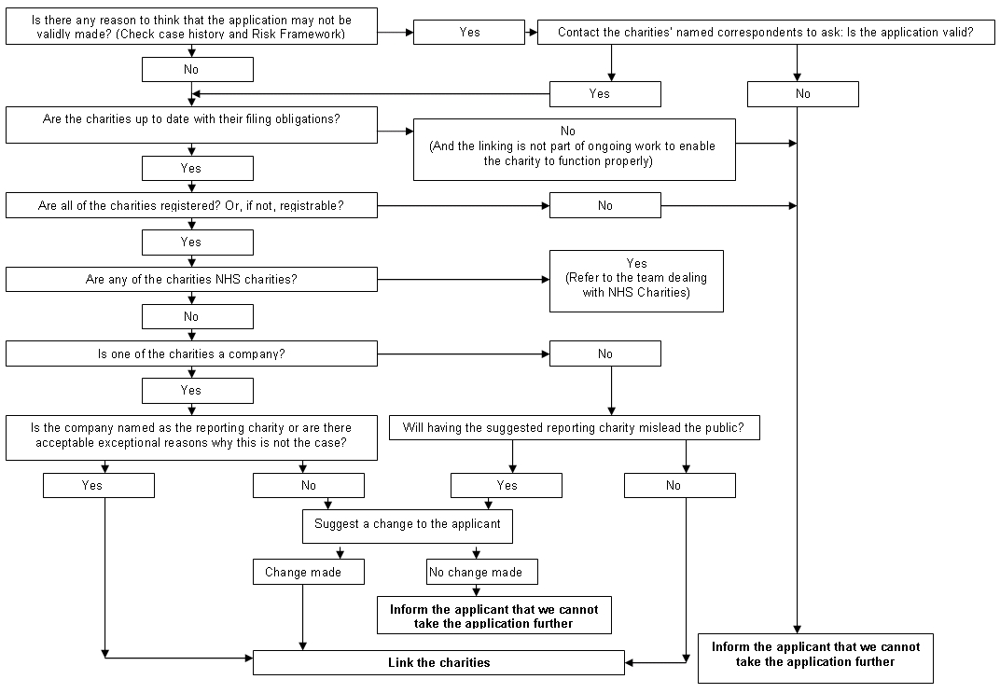 Is there any reason to think that the application may not be
validly made? (Check case history and Risk Framework)
Yes
Contact the charities' named correspondents to ask: Is the application valid?
No
Yes
No
Are the charities up to date with their filing obligations?
No
(And the linking is not part of ongoing work to enable
the charity to function properly)
Yes
Are all of the charities registered? Or, if not, registrable?
No
Yes
Are any of the charities NHS charities?
Yes
(Refer to the team dealing
with NHS Charities)
No
Is one of the charities a company?
No
Yes
Is the company named as the reporting charity or are there
acceptable exceptional reasons why this is not the case?
Will having the suggested reporting charity mislead the public?
Yes
No
Yes
No
Suggest a change to the applicant
Change made
No change made
Inform the applicant that we cannot
take the application further
Link the charities
Inform the applicant that we cannot
take the application further